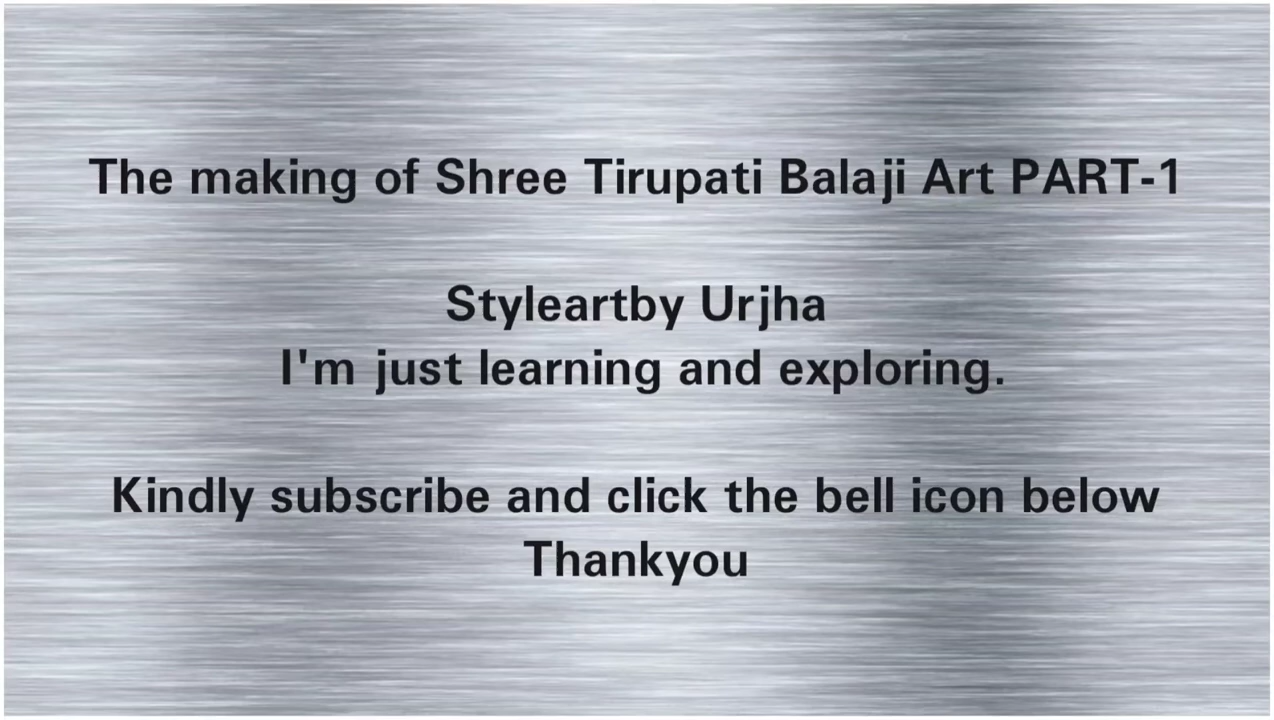 The making of Shree Tirupati Balaji Art PART-1
Styleartby Urjha
I'm just learning and exploring.
Kindly subscribe and click the bell icon below
Thankyou